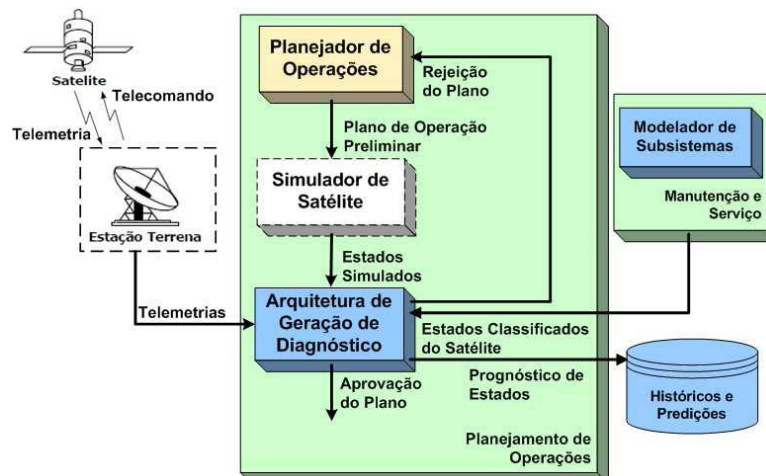 Satelite
Telecomando
Telemetria
Estação Terrena
Telemetrias
Planejador de
Operações
Rejeição
do Plano
Plano de Operação
Preliminar
Simulador de
Satélite
Estados
Simulados
Arquitetura de
Geração de
Diagnóstico
Estados Classificados
do Satélite
Aprovação
do Plano
Prognóstico de
Estados
Planejamento de
Operações
Modelador de
Subsistemas
Manutenção e
Serviço
Históricos e
Predições